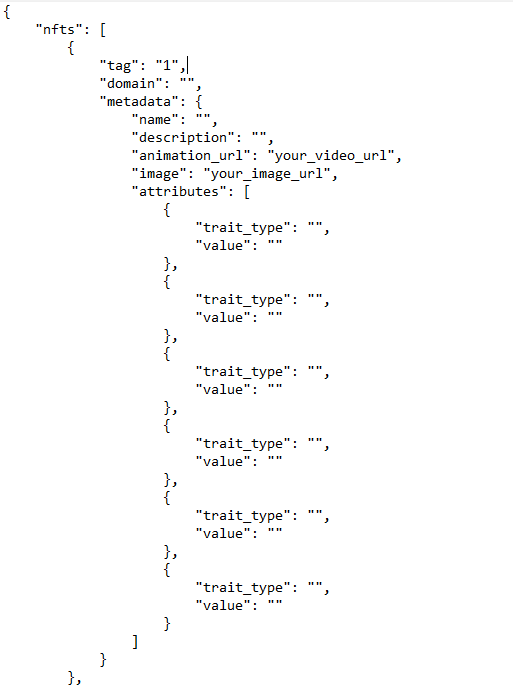 {
    "nfts": [
        {
            "tag": "1",
            "domain": "",
            "metadata": {
                "name": "",
                "description": "",
                "animation_url": "your_video_url",
                "image": "your_image_url",
                "attributes": [
                    {
                        "trait_type": "",
                        "value": ""
                    },
                    {
                        "trait_type": "",
                        "value": ""
                    },
                    {
                        "trait_type": "",
                        "value": ""
                    },
                    {
                        "trait_type": "",
                        "value": ""
                    },
                    {
                        "trait_type": "",
                        "value": ""
                    },
                    {
                        "trait_type": "",
                        "value": ""
                    }
                ]
            }
        },